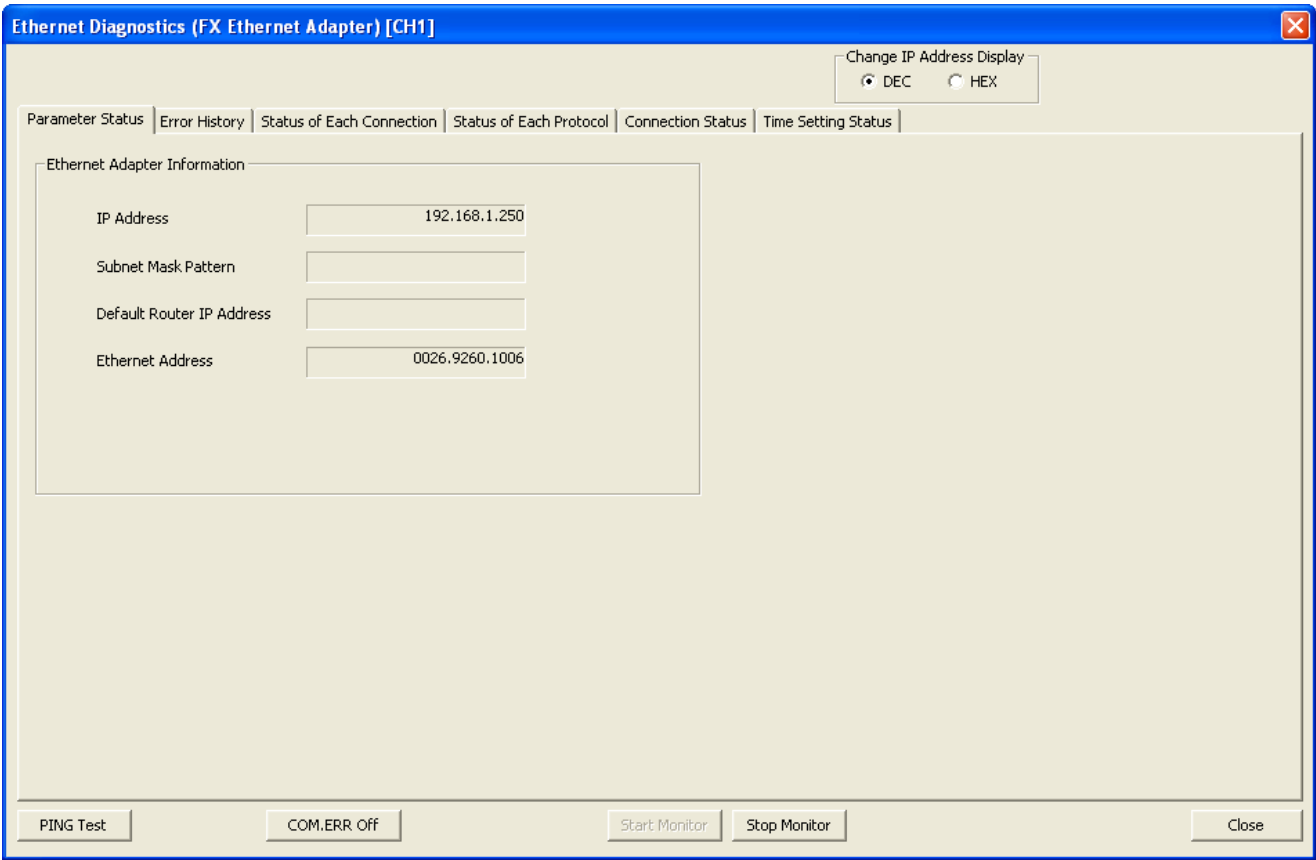 Ethernet Diagnostics (FX Ethernet Adapter) [CH1]
Change IP Address Display
DEC HEX
Parameter Status Error History Status of Each Connection Status of Each Protocol Connection Status Time Setting Status
Ethernet Adapter Information
IP Address 192.168.1.250
Subnet Mask Pattern
Default Router IP Address
Ethernet Address 0026.9260.1006
PING Test COM.ERR Off Start Monitor Stop Monitor Close